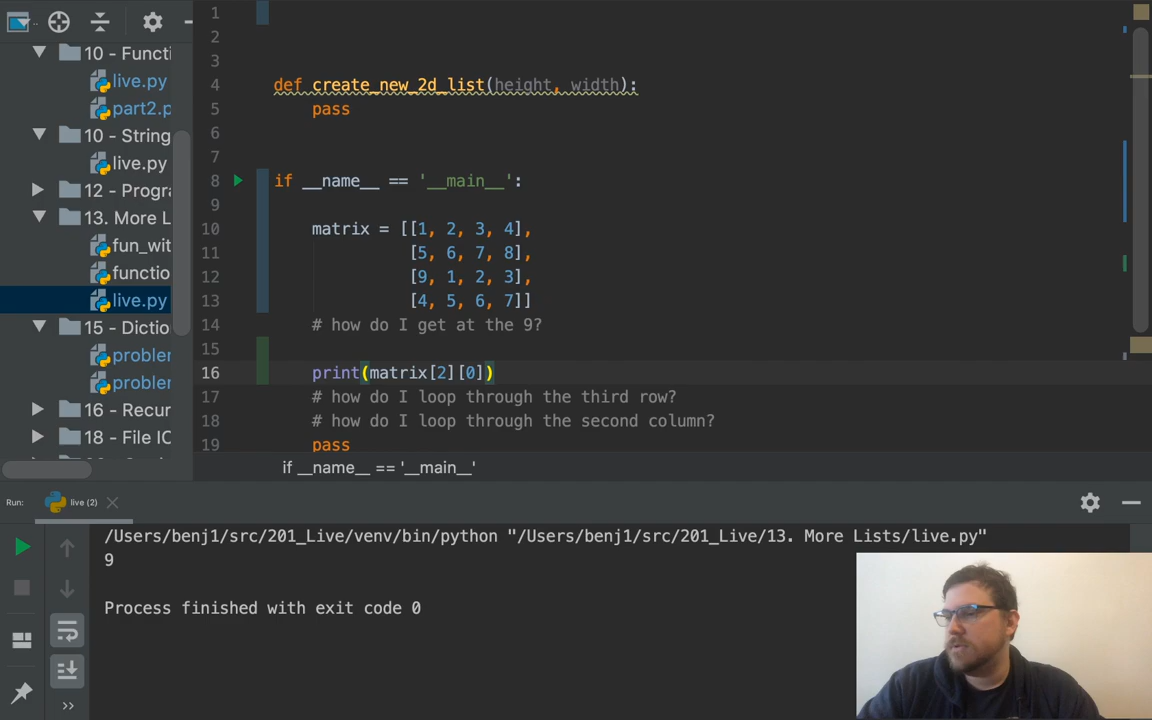 10 - Functi
live.py
part2.p
10 - String
live.py
12 - Progra
13. More L
fun_wit
functio
live.py
15 - Dictio
problem
problem
16 - Recur
18 - File IO
1
2
3
4 def create_new_2d_list(height, width):
5 pass
6
7
8 if __name__ == '__main__':
9
10 matrix = [[1, 2, 3, 4],
11 [5, 6, 7, 8],
12 [9, 1, 2, 3],
13 [4, 5, 6, 7]]
14 # how do I get at the 9?
15
16 print(matrix[2][0])
17 # how do I loop through the third row?
18 # how do I loop through the second column?
19 pass
if __name__ == '__main__'
Run: live (2)
/Users/benj1/src/201_Live/venv/bin/python "/Users/benj1/src/201_Live/13. More Lists/live.py"
9
Process finished with exit code 0